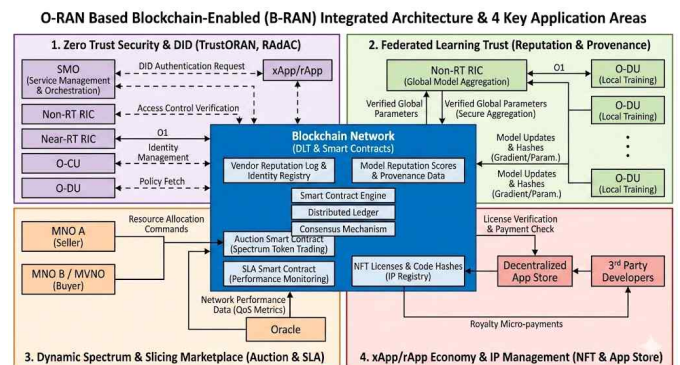 O-RAN Based Blockchain-Enabled (B-RAN) Integrated Architecture & 4 Key Application Areas
1. Zero Trust Security & DID (TrustORAN, RAdAC)
SMO
(Service Management
& Orchestration)
DID Authentication Request
xApp/rApp
Non-RT RIC
Access Control Verification
Near-RT RIC
O1
Identity
Management
O-CU
O-DU
Policy Fetch
2. Federated Learning Trust (Reputation & Provenance)
Non-RT RIC
(Global Model Aggregation)
O1
O-DU
(Local Training)
Verified Global
Parameters
Verified Global Parameters
(Secure Aggregation)
O-DU
(Local Training)
Model Updates
& Hashes
(Gradient/Param.)
Model Updates
& Hashes
(Gradient/Param.)
O-DU
(Local Training)
Blockchain Network
(DLT & Smart Contracts)
Vendor Reputation Log &
Identity Registry
Model Reputation Scores
& Provenance Data
Smart Contract Engine
Distributed Ledger
Consensus Mechanism
Auction Smart Contract
(Spectrum Token Trading)
SLA Smart Contract
(Performance Monitoring)
NFT Licenses & Code Hashes
(IP Registry)
MNO A
(Seller)
Resource Allocation
Commands
MNO B / MVNO
(Buyer)
Network Performance
Data (QoS Metrics)
Oracle
3. Dynamic Spectrum & Slicing Marketplace (Auction & SLA)
License Verification
& Payment Check
Decentralized
App Store
3rd Party
Developers
Royalty Micro-payments
4. xApp/rApp Economy & IP Management (NFT & App Store)